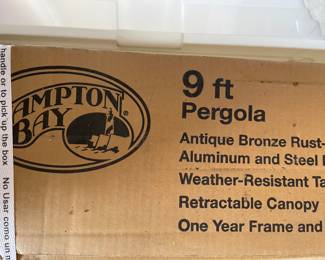 handle or to pick up the box
No Usar como un m
AMPTON
BAY
®
9 ft
Pergola
Antique Bronze Rust-
Aluminum and Steel
Weather-Resistant Ta
Retractable Canopy
One Year Frame and